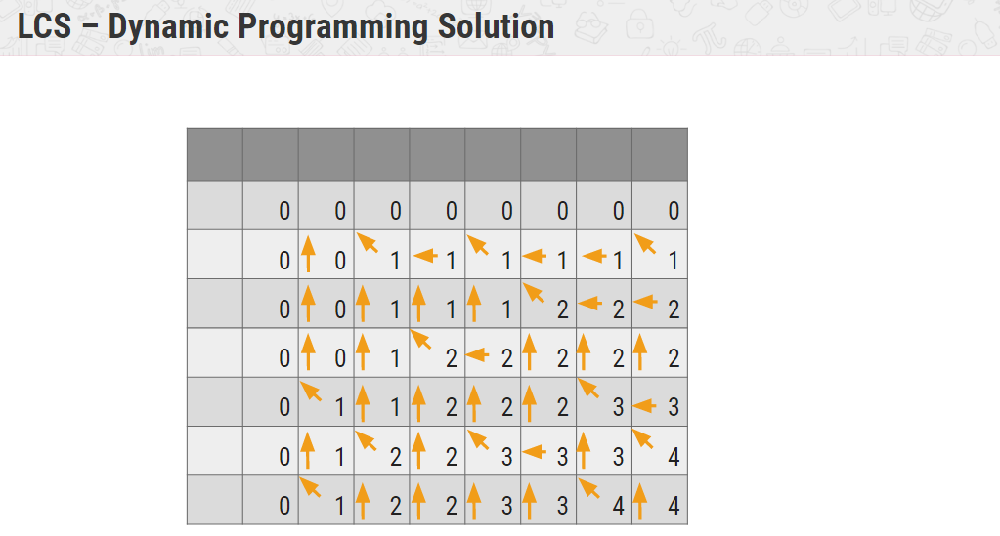 LCS – Dynamic Programming Solution
0 0 0 0 0 0 0 0
0 0 1 1 1 1 1 1
0 0 1 1 1 2 2 2
0 0 1 2 2 2 2 2
0 1 1 2 2 2 3 3
0 1 2 2 3 3 3 4
0 1 2 2 3 3 4 4